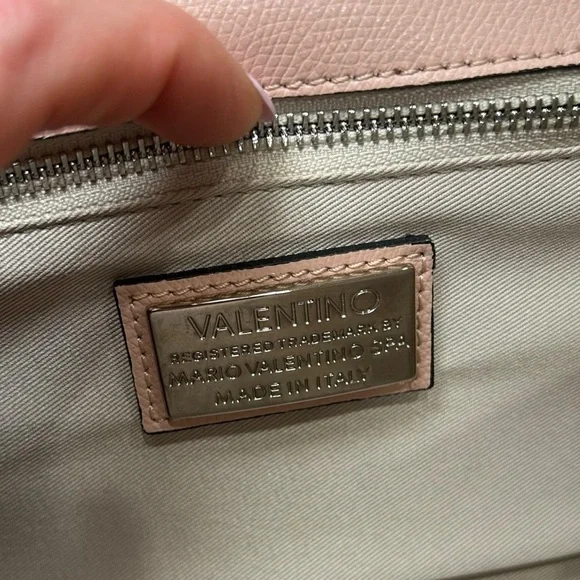 VALENTINO
REGISTERED TRADEMARK BY
MARIO VALENTINO SPA
MADE IN ITALY